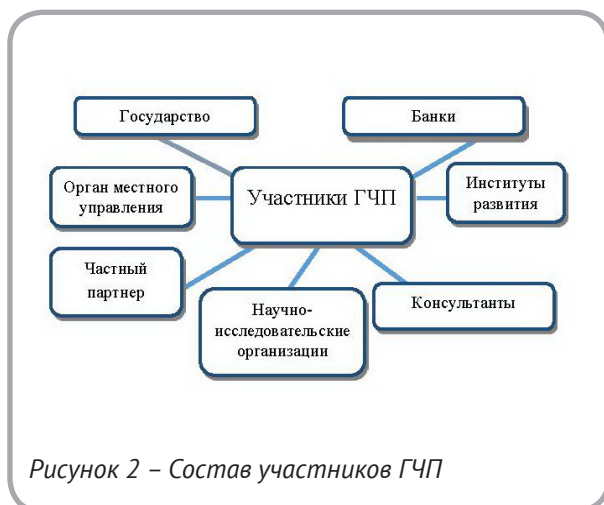 Государство
Банки
Орган местного
управления
Участники ГЧП
Институты
развития
Частный
партнер
Научно-
исследовательские
организации
Консультанты
Рисунок 2 – Состав участников ГЧП